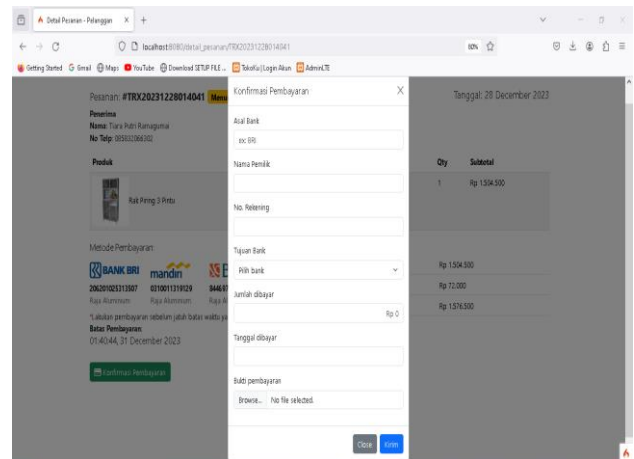 Detail Pesanan - Pelanggan
localhost:8080/detail_pesanan/TRX20231228014041
Getting Started Gmail Maps YouTube Download SETUP FILE... TokoKu | Login Akun AdminLTE
Pesanan: #TRX20231228014041 Menu
Tanggal: 28 December 2023
Penerima
Nama: Tiara Putri Ramagumai
No Telp: 085832066302
Produk Qty Subtotal
Rak Piring 3 Pintu 1 Rp 1.504.500
Metode Pembayaran:
BANK BRI mandiri
206201025313507 0310011319129
Raja Aluminium Raja Aluminium Raja A
*Lakukan pembayaran sebelum jatuh batas waktu ya
Batas Pembayaran:
01:40:44, 31 December 2023
Konfirmasi Pembayaran
Rp 1.504.500
Rp 72.000
Rp 1.576.500
Konfirmasi Pembayaran X
Asal Bank
ex: BRI
Nama Pemilik
No. Rekening
Tujuan Bank
Pilih bank
Jumlah dibayar
Rp 0
Tanggal dibayar
Bukti pembayaran
Browse... No file selected.
Close Kirim